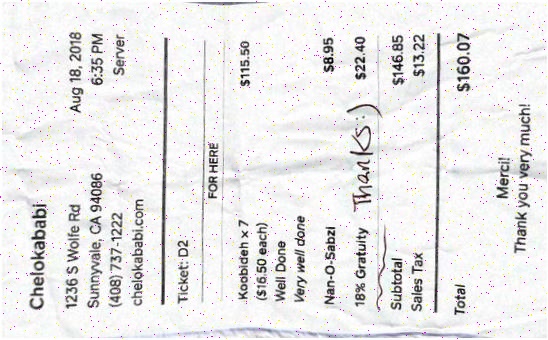 Chelokababi
1236 S Wolfe Rd Aug 18, 2018
Sunnyvale, CA 94086 6:35 PM
(408) 737-1222 Server
chelokababi.com
Ticket: D2
FOR HERE
Koobideh x 7 $115.50
($16.50 each)
Well Done
Very well done
Nan-O-Sabzi $8.95
18% Gratuity Thanks :) $22.40
Subtotal $146.85
Sales Tax $13.22
Total $160.07
Merci!
Thank you very much!